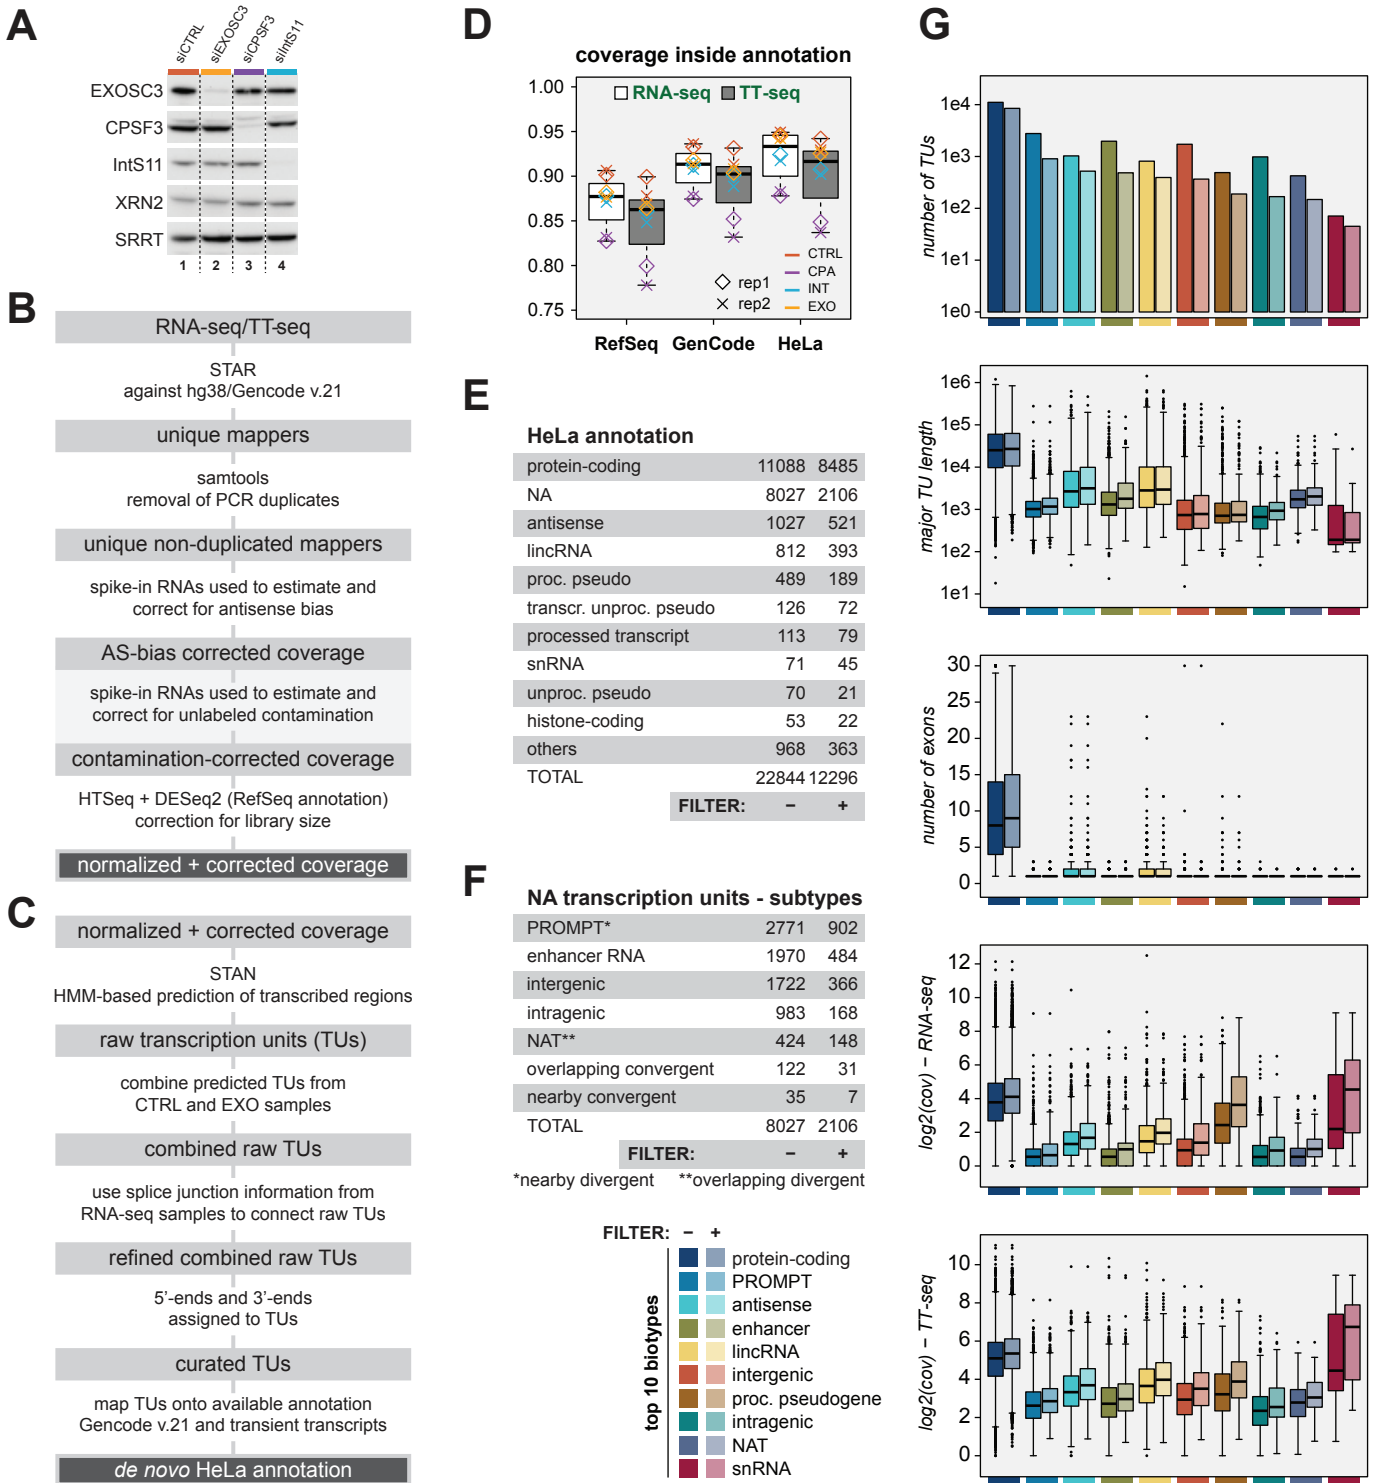 A
siCTRL
siEXOSC3
siCPSF3
siIntS11
EXOSC3
CPSF3
IntS11
XRN2
SRRT
1 2 3 4
B
RNA-seq/TT-seq
STAR
against hg38/Gencode v.21
unique mappers
samtools
removal of PCR duplicates
unique non-duplicated mappers
spike-in RNAs used to estimate and
correct for antisense bias
AS-bias corrected coverage
spike-in RNAs used to estimate and
correct for unlabeled contamination
contamination-corrected coverage
HTSeq + DESeq2 (RefSeq annotation)
correction for library size
normalized + corrected coverage
C
normalized + corrected coverage
STAN
HMM-based prediction of transcribed regions
raw transcription units (TUs)
combine predicted TUs from
CTRL and EXO samples
combined raw TUs
use splice junction information from
RNA-seq samples to connect raw TUs
refined combined raw TUs
5’-ends and 3’-ends
assigned to TUs
curated TUs
map TUs onto available annotation
Gencode v.21 and transient transcripts
de novo HeLa annotation
D
coverage inside annotation
1.00
0.95
0.90
0.85
0.80
0.75
RNA-seq TT-seq
rep1
rep2
CTRL
CPA
INT
EXO
RefSeq GenCode HeLa
E
HeLa annotation
protein-coding 11088 8485
NA 8027 2106
antisense 1027 521
lincRNA 812 393
proc. pseudo 489 189
transcr. unproc. pseudo 126 72
processed transcript 113 79
snRNA 71 45
unproc. pseudo 70 21
histone-coding 53 22
others 968 363
TOTAL 22844 12296
FILTER: − +
F
NA transcription units - subtypes
PROMPT* 2771 902
enhancer RNA 1970 484
intergenic 1722 366
intragenic 983 168
NAT** 424 148
overlapping convergent 122 31
nearby convergent 35 7
TOTAL 8027 2106
FILTER: − +
*nearby divergent **overlapping divergent
FILTER: − +
top 10 biotypes
protein-coding
PROMPT
antisense
enhancer
lincRNA
intergenic
proc. pseudogene
intragenic
NAT
snRNA
G
number of TUs
1e4
1e3
1e2
1e1
1e0
major TU length
1e6
1e5
1e4
1e3
1e2
1e1
number of exons
30
25
20
15
10
5
0
log2(cov) − RNA-seq
12
10
8
6
4
2
0
log2(cov) − TT-seq
10
8
6
4
2
0